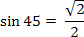 sin 45 = √2/2